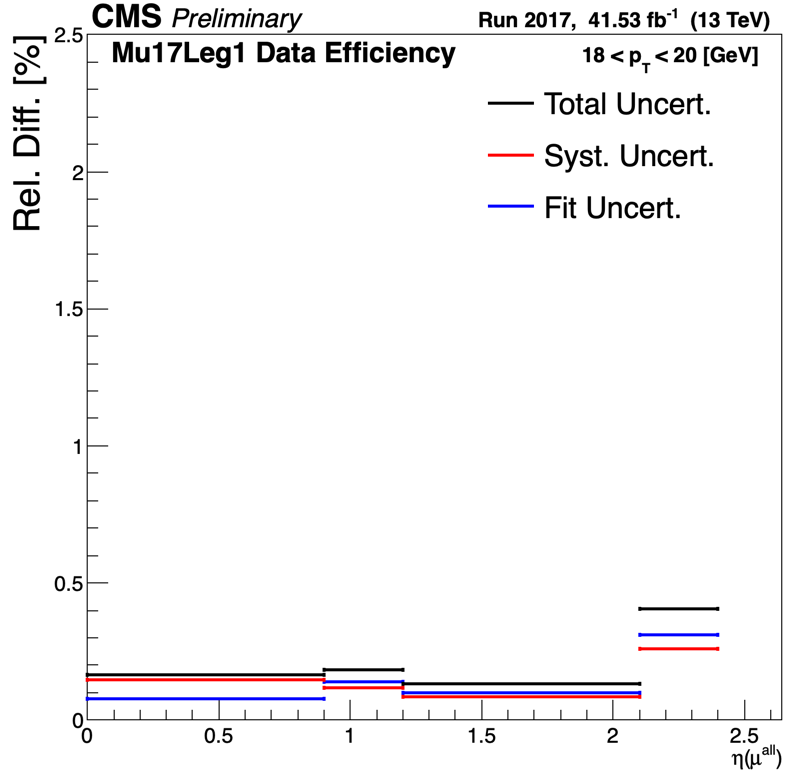 CMS Preliminary
Run 2017, 41.53 fb⁻¹ (13 TeV)
Mu17Leg1 Data Efficiency
18 < p_T < 20 [GeV]
Rel. Diff. [%]
Total Uncert.
Syst. Uncert.
Fit Uncert.
2.5
2
1.5
1
0.5
0
0 0.5 1 1.5 2 2.5
η(μ^all)